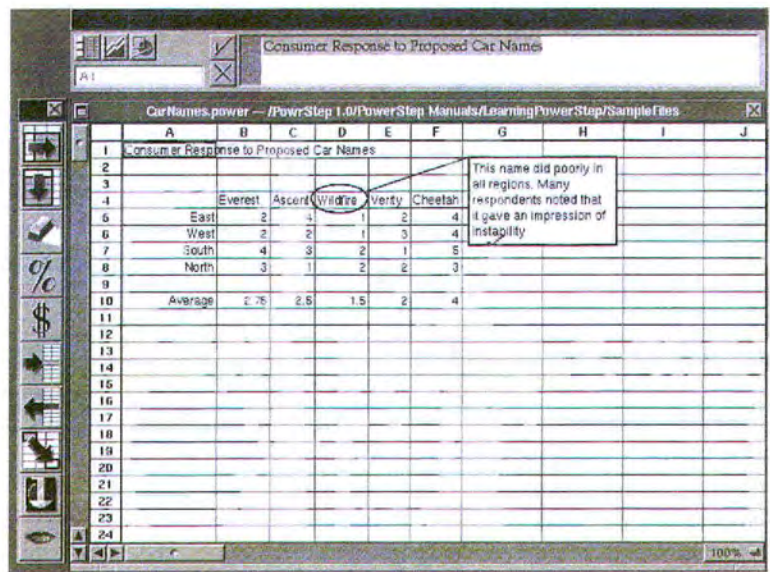 Consumer Response to Proposed Car Names
A1
CarNames.power — /PowrStep 1.0/PowerStep Manuals/LearningPowerStep/SampleFiles
A B C D E F G H I J
1 Consumer Response to Proposed Car Names
2
3
4 Everest Ascent Wildfire Verity Cheetah
5 East 2 4 1 2 4
6 West 2 2 1 3 4
7 South 4 3 2 1 5
8 North 3 1 2 2 3
9
10 Average 2.75 2.5 1.5 2 4
This name did poorly in
all regions. Many
respondents noted that
it gave an impression of
instability
11
12
13
14
15
16
17
18
19
20
21
22
23
24
%
$
100%